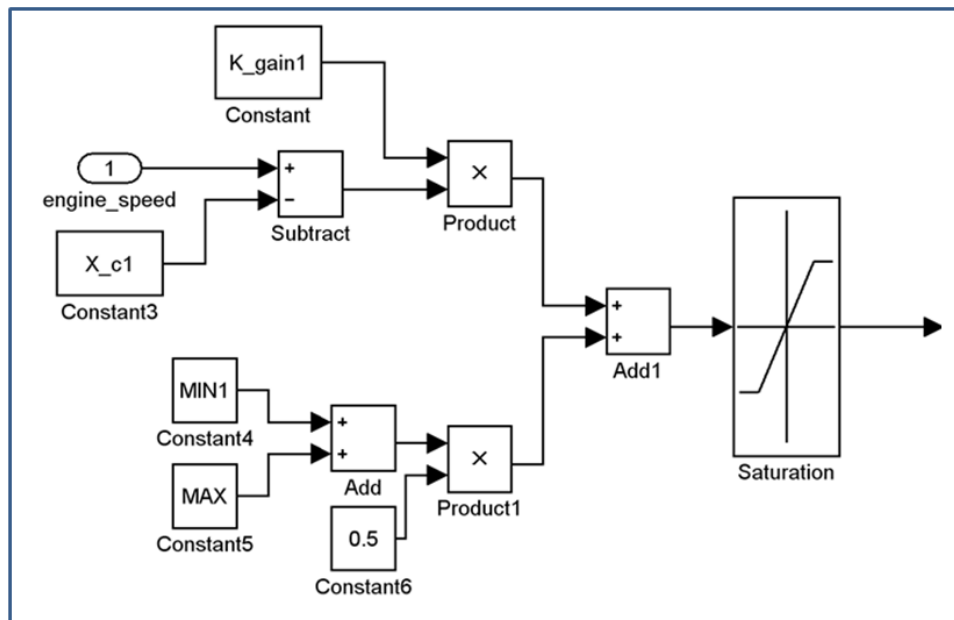 K_gain1
Constant
1
engine_speed
+
−
Subtract
×
Product
X_c1
Constant3
+
+
Add1
MIN1
Constant4
+
+
Add
×
Product1
MAX
Constant5
0.5
Constant6
Saturation